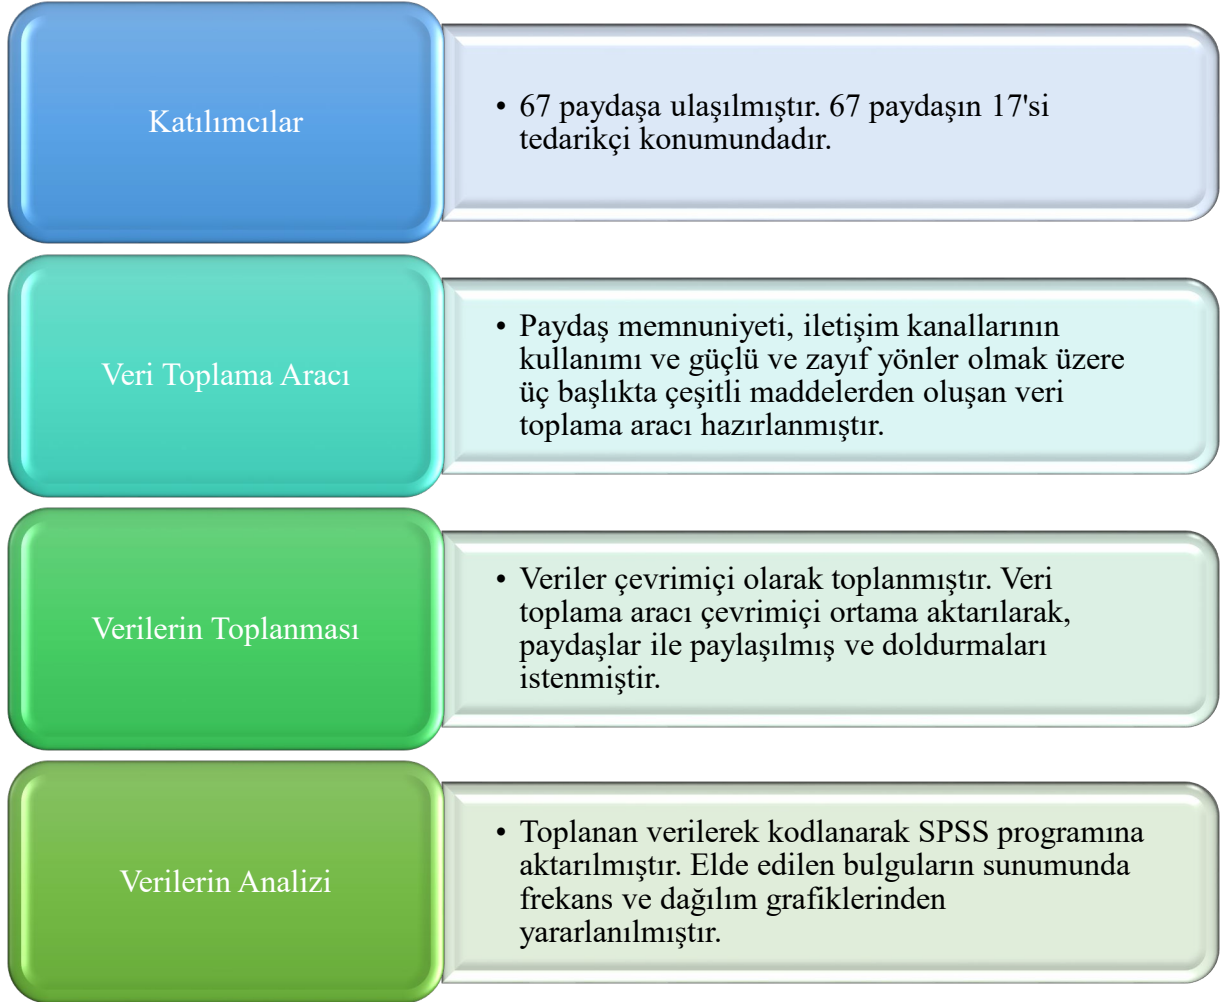 Katılımcılar
• 67 paydaşa ulaşılmıştır. 67 paydaşın 17'si
tedarikçi konumundadır.
Veri Toplama Aracı
• Paydaş memnuniyeti, iletişim kanallarının
kullanımı ve güçlü ve zayıf yönler olmak üzere
üç başlıkta çeşitli maddelerden oluşan veri
toplama aracı hazırlanmıştır.
Verilerin Toplanması
• Veriler çevrimiçi olarak toplanmıştır. Veri
toplama aracı çevrimiçi ortama aktarılarak,
paydaşlar ile paylaşılmış ve doldurmaları
istenmiştir.
Verilerin Analizi
• Toplanan verilerek kodlanarak SPSS programına
aktarılmıştır. Elde edilen bulguların sunumunda
frekans ve dağılım grafiklerinden
yararlanılmıştır.